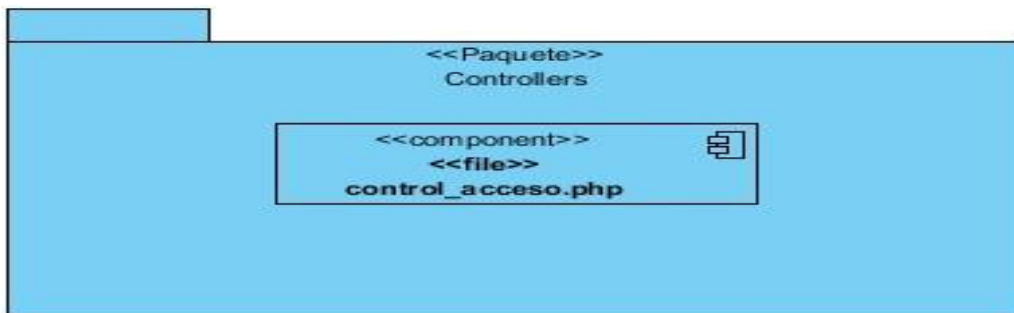 <<Paquete>>
Controllers
<<component>>
<<file>>
control_acceso.php